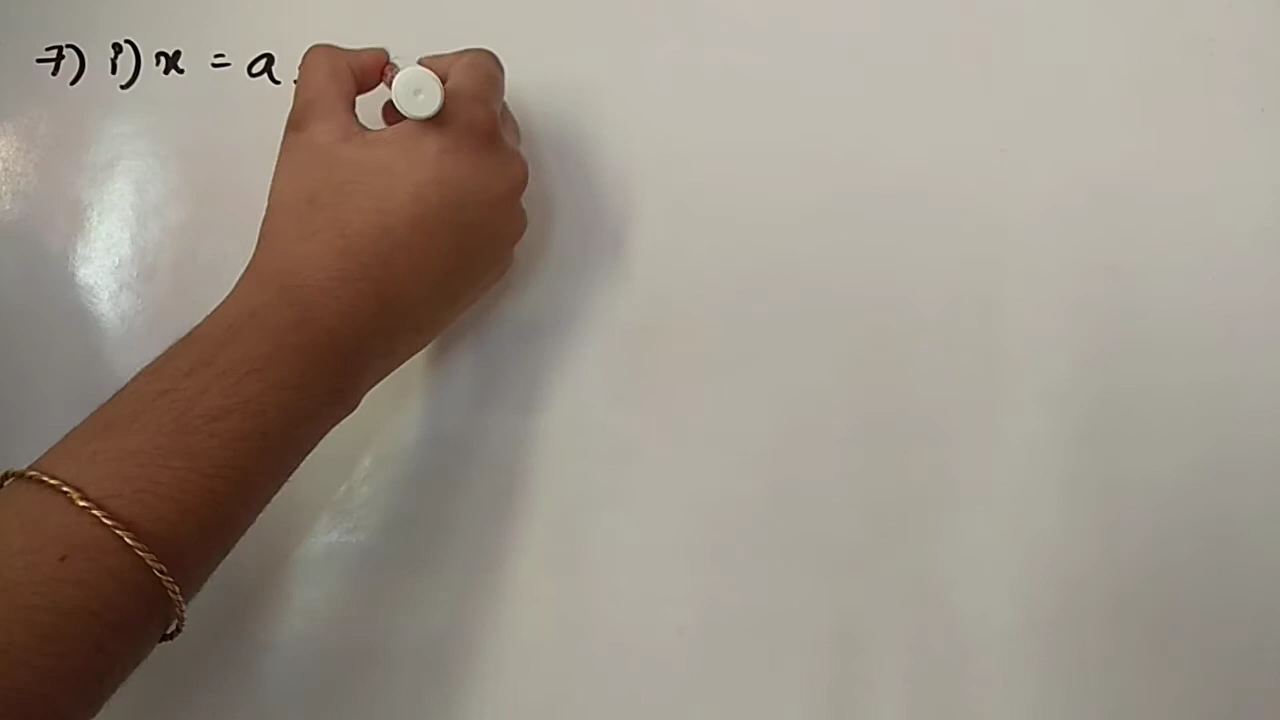 7) i) x = a